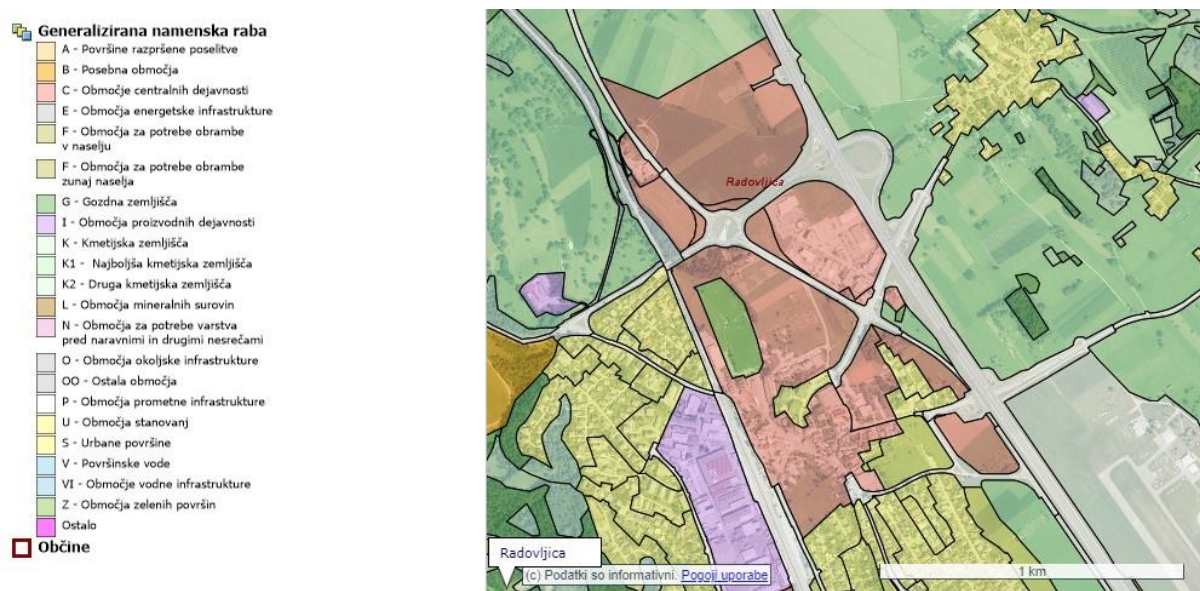 Generalizirana namenska raba
A - Površine razpršene poselitve
B - Posebna območja
C - Območje centralnih dejavnosti
E - Območja energetske infrastrukture
F - Območja za potrebe obrambe
v naselju
F - Območja za potrebe obrambe
zunaj naselja
G - Gozdna zemljišča
I - Območja proizvodnih dejavnosti
K - Kmetijska zemljišča
K1 - Najboljša kmetijska zemljišča
K2 - Druga kmetijska zemljišča
L - Območja mineralnih surovin
N - Območja za potrebe varstva
pred naravnimi in drugimi nesrečami
O - Območja okoljske infrastrukture
OO - Ostala območja
P - Območja prometne infrastrukture
U - Območja stanovanj
S - Urbane površine
V - Površinske vode
VI - Območje vodne infrastrukture
Z - Območja zelenih površin
Ostalo
Občine
Radovljica
Radovljica
(c) Podatki so informativni. Pogoji uporabe
1 km